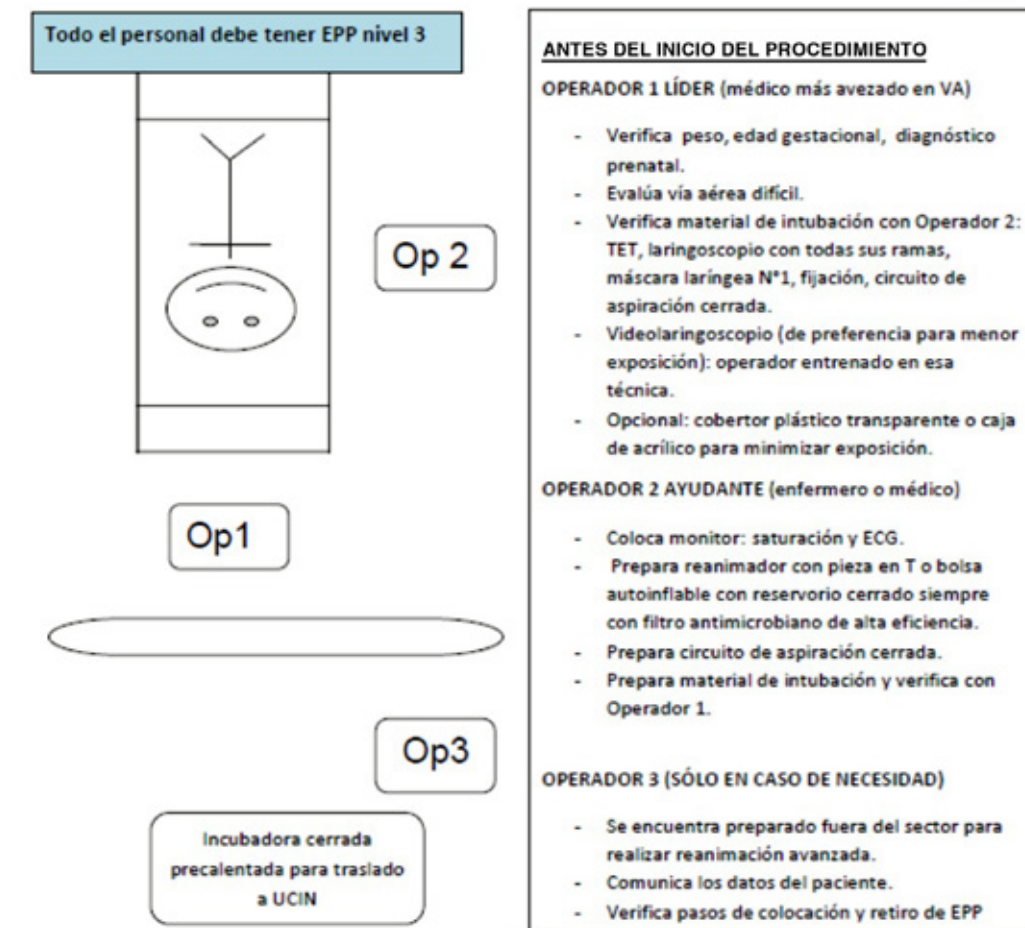 Todo el personal debe tener EPP nivel 3
Op 2
Op1
Op3
Incubadora cerrada
precalentada para traslado
a UCIN
ANTES DEL INICIO DEL PROCEDIMIENTO
OPERADOR 1 LÍDER (médico más avezado en VA)
- Verifica peso, edad gestacional, diagnóstico
prenatal.
- Evalúa vía aérea difícil.
- Verifica material de intubación con Operador 2:
TET, laringoscopio con todas sus ramas,
máscara laríngea N°1, fijación, circuito de
aspiración cerrada.
- Videolaringoscopio (de preferencia para menor
exposición): operador entrenado en esa
técnica.
- Opcional: cobertor plástico transparente o caja
de acrílico para minimizar exposición.
OPERADOR 2 AYUDANTE (enfermero o médico)
- Coloca monitor: saturación y ECG.
- Prepara reanimador con pieza en T o bolsa
autoinflable con reservorio cerrado siempre
con filtro antimicrobiano de alta eficiencia.
- Prepara circuito de aspiración cerrada.
- Prepara material de intubación y verifica con
Operador 1.
OPERADOR 3 (SÓLO EN CASO DE NECESIDAD)
- Se encuentra preparado fuera del sector para
realizar reanimación avanzada.
- Comunica los datos del paciente.
- Verifica pasos de colocación y retiro de EPP